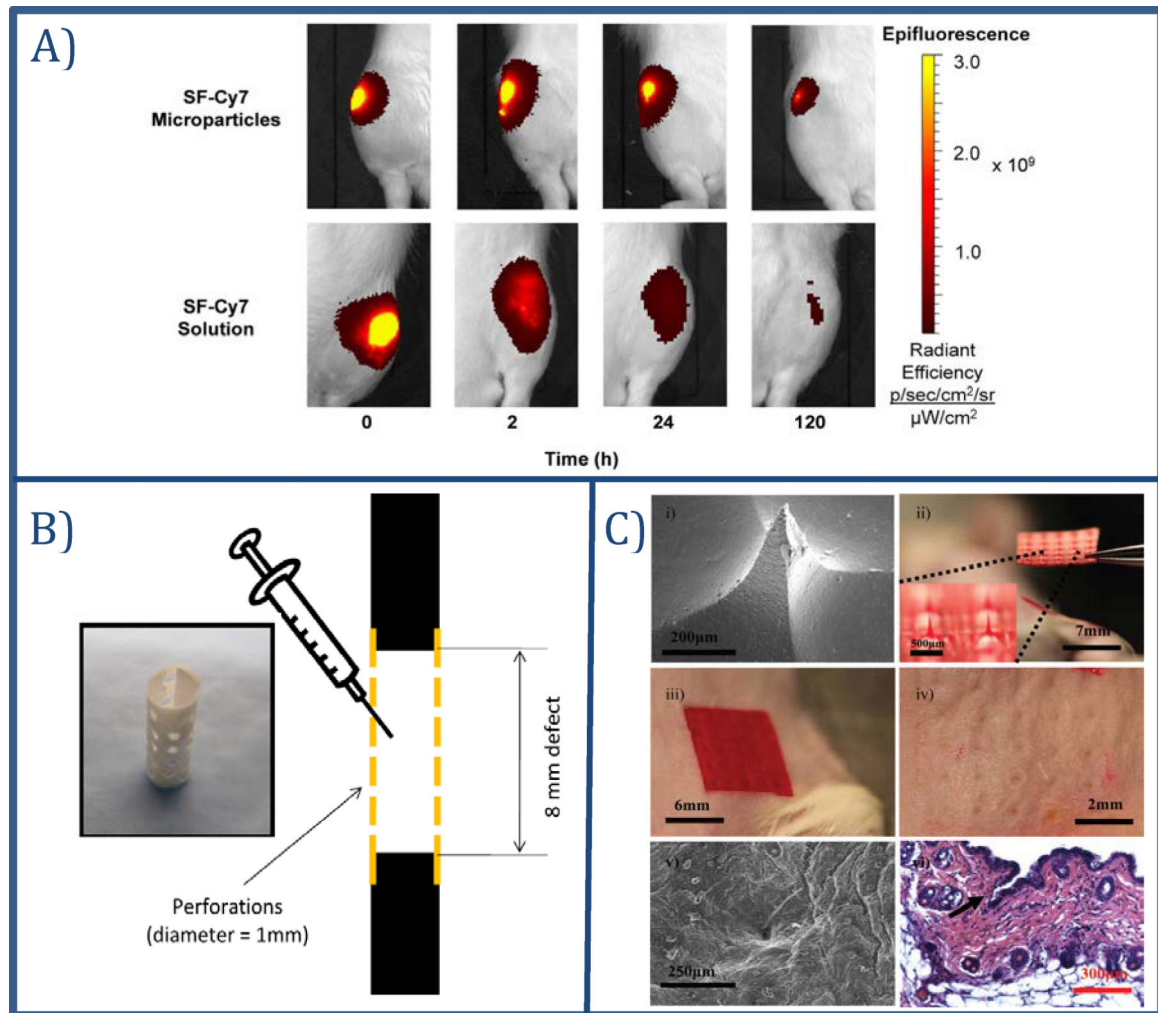 A)
SF-Cy7
Microparticles
SF-Cy7
Solution
0 2 24 120
Time (h)
Epifluorescence
3.0
2.0
x 10⁹
1.0
Radiant
Efficiency
p/sec/cm²/sr
µW/cm²
B)
8 mm defect
Perforations
(diameter = 1mm)
C)
i)
200µm
ii)
500µm
7mm
iii)
6mm
iv)
2mm
v)
250µm
vi)
300µm